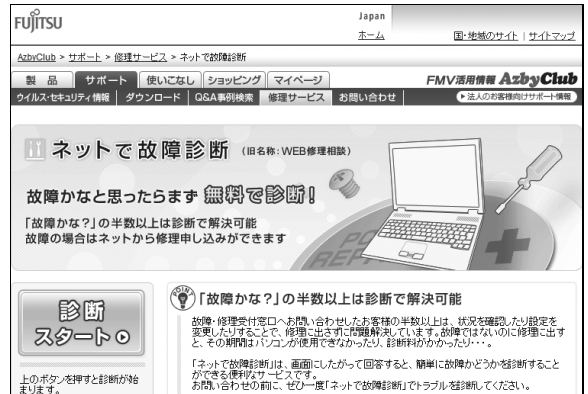 FUJITSU
Japan
ホーム
国・地域のサイト | サイトマップ
AzbyClub > サポート > 修理サービス > ネットで故障診断
製 品 サポート 使いこなし ショッピング マイページ
FMV活用情報 AzbyClub
ウイルス・セキュリティ情報 ダウンロード Q&A事例検索 修理サービス お問い合わせ
法人のお客様向けサポート情報
ネットで故障診断 (旧名称:WEB修理相談)
故障かなと思ったらまず 無料で診断!
「故障かな?」の半数以上は診断で解決可能
故障の場合はネットから修理申し込みができます
PC REPAIR
診断
スタート
上のボタンを押すと診断が始
まります。
POINT
「故障かな?」の半数以上は診断で解決可能
故障・修理受付窓口へお問い合わせしたお客様の半数以上は、状況を確認したり設定を
変更したりすることで、修理に出さずに問題解決しています。故障ではないのに修理に出す
と、その期間はパソコンが使用できなかったり、診断料がかかったり・・・。
「ネットで故障診断」は、画面にしたがって回答すると、簡単に故障かどうかを診断すること
ができる便利なサービスです。
お問い合わせの前に、ぜひ一度「ネットで故障診断」でトラブルを診断してください。